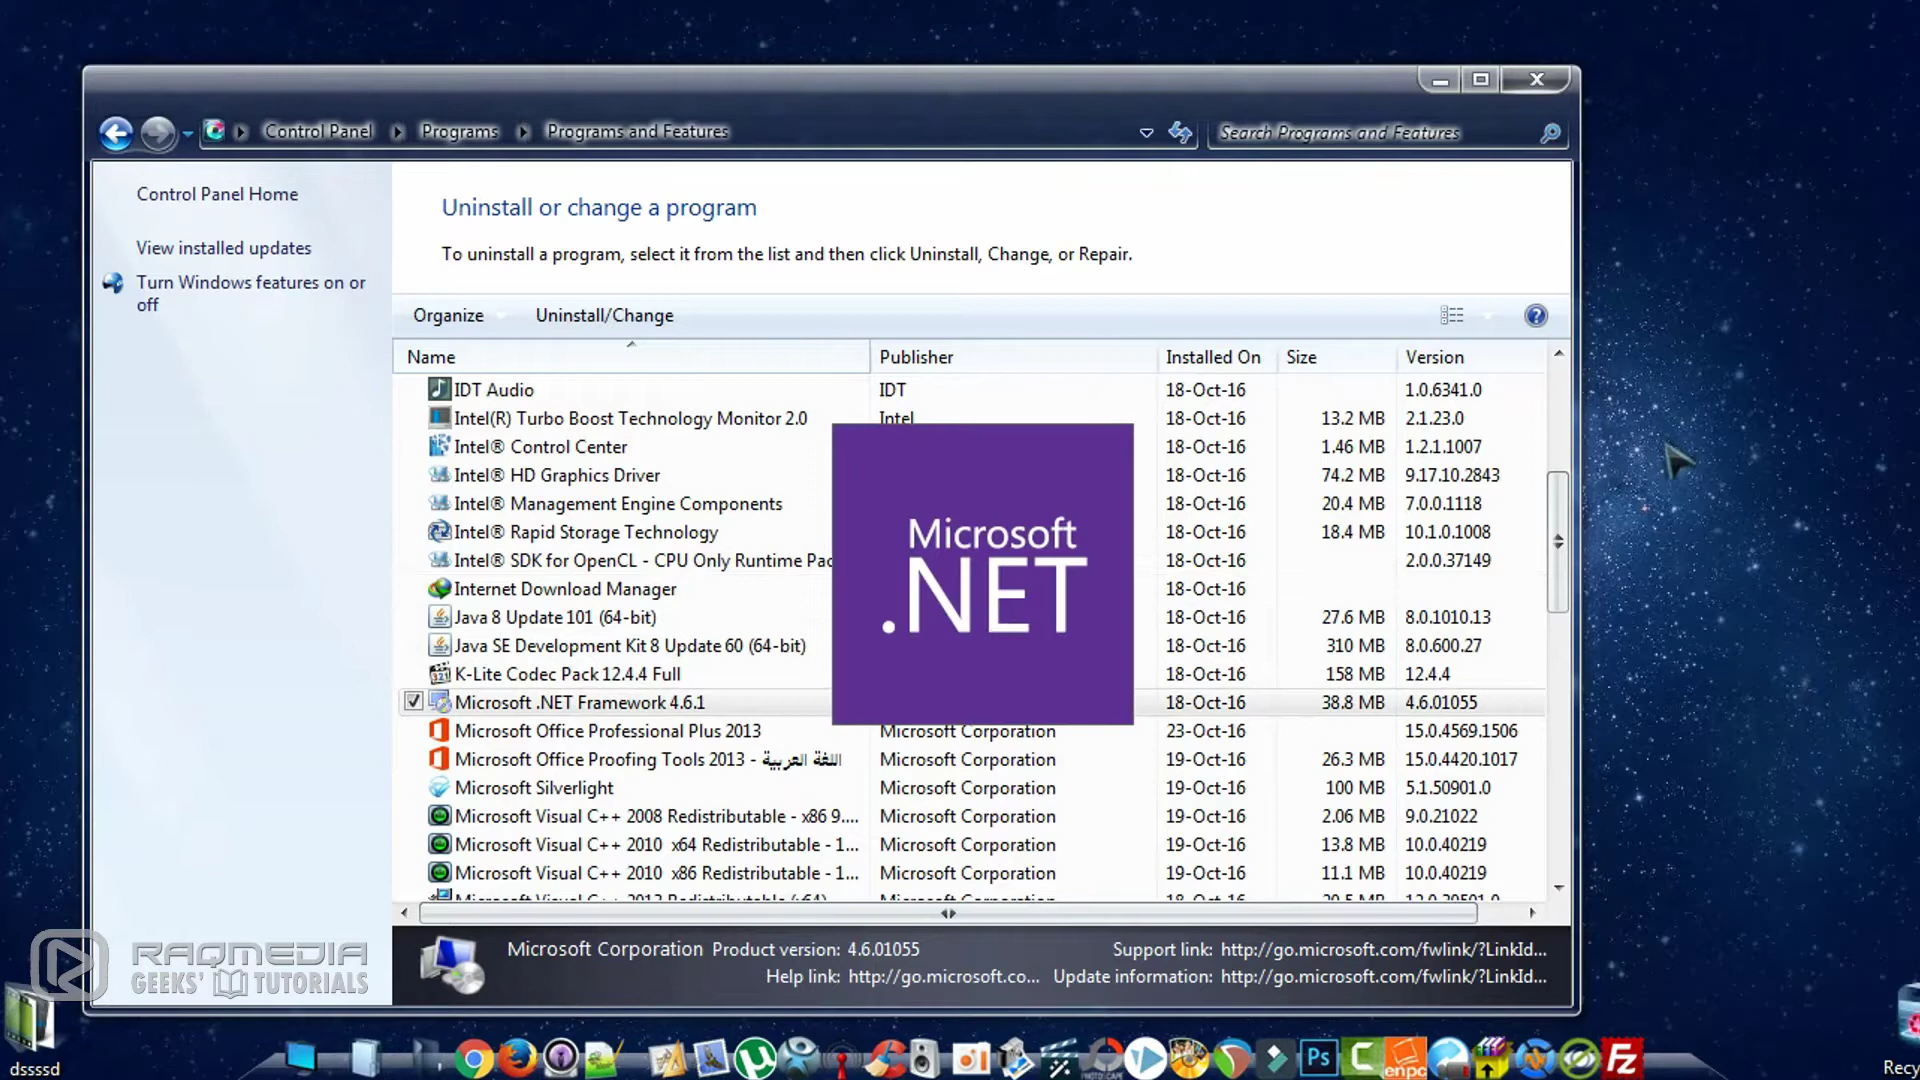 Control Panel
Programs
Programs and Features
Search Programs and Features
Control Panel Home
View installed updates
Turn Windows features on or
off
Uninstall or change a program
To uninstall a program, select it from the list and then click Uninstall, Change, or Repair.
Organize
Uninstall/Change
Name Publisher Installed On Size Version
IDT Audio IDT 18-Oct-16 1.0.6341.0
Intel(R) Turbo Boost Technology Monitor 2.0 Intel 18-Oct-16 13.2 MB 2.1.23.0
Intel® Control Center 18-Oct-16 1.46 MB 1.2.1.1007
Intel® HD Graphics Driver 18-Oct-16 74.2 MB 9.17.10.2843
Intel® Management Engine Components 18-Oct-16 20.4 MB 7.0.0.1118
Intel® Rapid Storage Technology 18-Oct-16 18.4 MB 10.1.0.1008
Intel® SDK for OpenCL - CPU Only Runtime Pac 18-Oct-16 2.0.0.37149
Internet Download Manager 18-Oct-16
Java 8 Update 101 (64-bit) 18-Oct-16 27.6 MB 8.0.1010.13
Java SE Development Kit 8 Update 60 (64-bit) 18-Oct-16 310 MB 8.0.600.27
K-Lite Codec Pack 12.4.4 Full 18-Oct-16 158 MB 12.4.4
Microsoft .NET Framework 4.6.1 18-Oct-16 38.8 MB 4.6.01055
Microsoft Office Professional Plus 2013 Microsoft Corporation 23-Oct-16 15.0.4569.1506
Microsoft Office Proofing Tools 2013 - اللغة العربية Microsoft Corporation 19-Oct-16 26.3 MB 15.0.4420.1017
Microsoft Silverlight Microsoft Corporation 19-Oct-16 100 MB 5.1.50901.0
Microsoft Visual C++ 2008 Redistributable - x86 9.... Microsoft Corporation 19-Oct-16 2.06 MB 9.0.21022
Microsoft Visual C++ 2010 x64 Redistributable - 1... Microsoft Corporation 19-Oct-16 13.8 MB 10.0.40219
Microsoft Visual C++ 2010 x86 Redistributable - 1... Microsoft Corporation 19-Oct-16 11.1 MB 10.0.40219
Microsoft
.NET
Microsoft Corporation Product version: 4.6.01055 Support link: http://go.microsoft.com/fwlink/?LinkId...
Help link: http://go.microsoft.co... Update information: http://go.microsoft.com/fwlink/?LinkId...
RAQMEDIA
GEEKS' TUTORIALS
dsssd
Recy
Ps
enpc
Fz